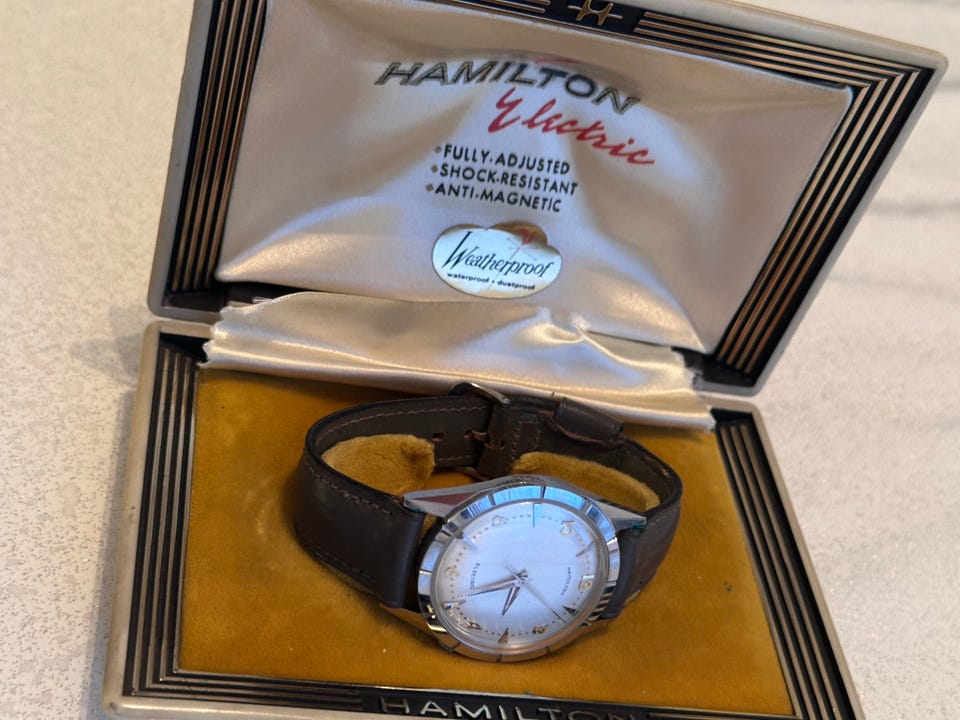 HAMILTON
Electric
FULLY-ADJUSTED
SHOCK-RESISTANT
ANTI-MAGNETIC
Weatherproof
waterproof • dustproof
HAMILTON
ELECTRIC
HAMILTON